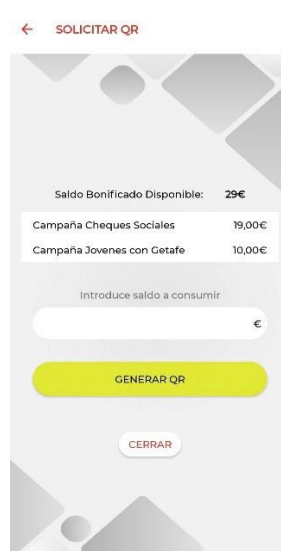 SOLICITAR QR
Saldo Bonificado Disponible: 29€
Campaña Cheques Sociales 19,00€
Campaña Jovenes con Getafe 10,00€
Introduce saldo a consumir
€
GENERAR QR
CERRAR